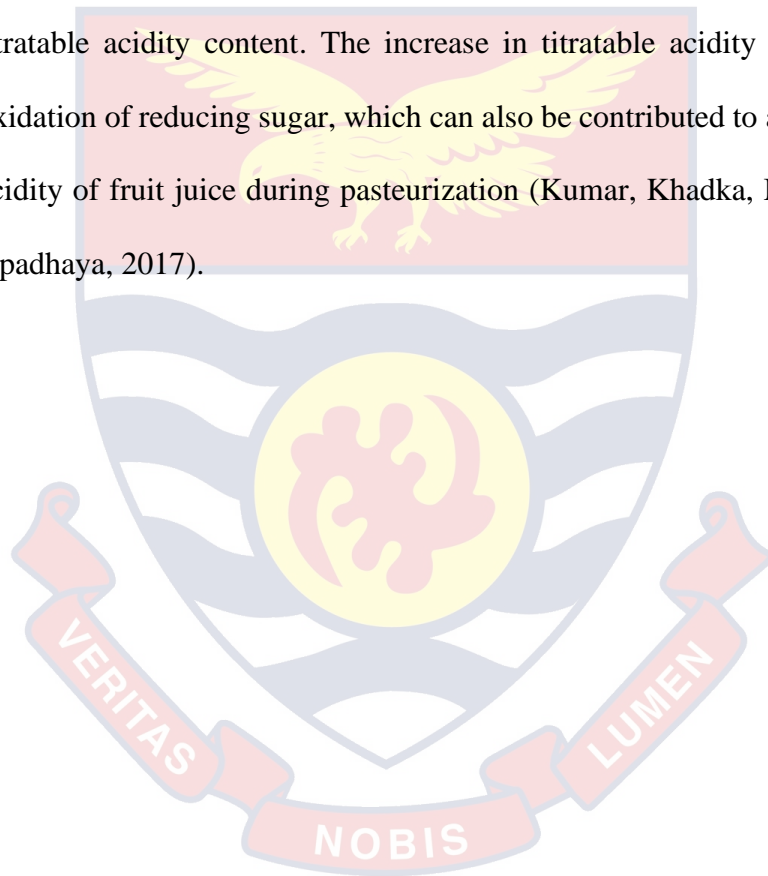 tratable acidity content. The increase in titratable acidity
xidation of reducing sugar, which can also be contributed to a
cidity of fruit juice during pasteurization (Kumar, Khadka,
padhaya, 2017).
VERITAS
NOBIS
LUMEN